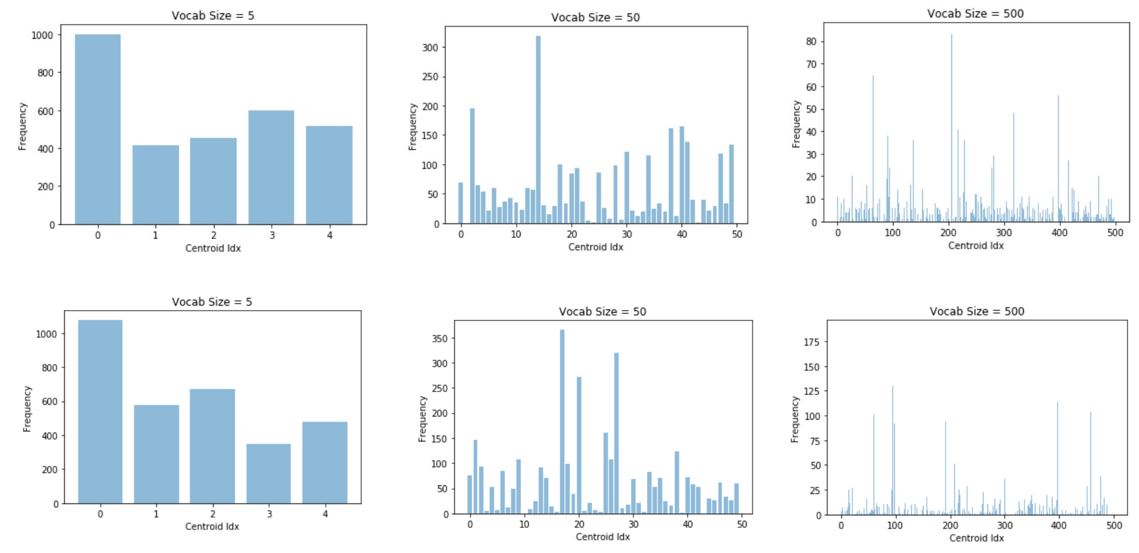 Vocab Size = 5
1000
800
600
400
200
0
Frequency
0 1 2 3 4
Centroid Idx
Vocab Size = 50
300
250
200
150
100
50
0
Frequency
0 10 20 30 40 50
Centroid Idx
Vocab Size = 500
80
70
60
50
40
30
20
10
0
Frequency
0 100 200 300 400 500
Centroid Idx
Vocab Size = 5
1000
800
600
400
200
0
Frequency
0 1 2 3 4
Centroid Idx
Vocab Size = 50
350
300
250
200
150
100
50
0
Frequency
0 10 20 30 40 50
Centroid Idx
Vocab Size = 500
175
150
125
100
75
50
25
0
Frequency
0 100 200 300 400 500
Centroid Idx